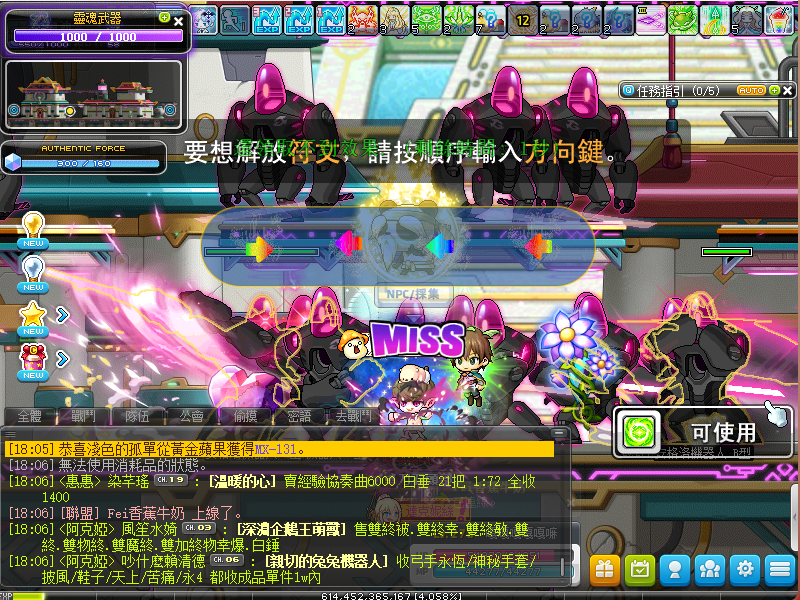 靈魂武器
1000 / 1000
任務指引 (0/5)
AUTO
AUTHENTIC FORCE
300 / 160
要想解放符文，請按順序輸入方向鍵。
NEW
NEW
NEW
NEW
NPC/採集
MISS
全體 戰鬥 隊伍 公會 偷摸 密語 去戰鬥
可使用
[18:05] 恭喜淺色的孤單從黃金蘋果獲得MX-131。
[18:06] 無法使用消耗品的狀態。
[18:06] <惠惠> 染芊瑤 CH.19 : [溫暖的心] 賣經驗協奏曲6000 白垂 21把 1:72 全收
1400
[18:06] [聯盟] Fei香蕉牛奶 上線了。
[18:06] <阿克婭> 風笙水嫎 CH.03 : [深淵企鵝王萌獸] 售雙終被.雙終幸.雙終敵.雙
終.雙物終.雙魔終.雙加終物幸爆.白錘
[18:06] <阿克婭> 吵什麼賴清德 CH.06 : [親切的兔兔機器人] 收弓手永恆/神秘手套/
披風/鞋子/天上/苦痛/永4 都收成品單件1w內
EXP
614,452,365,167 [4.058%]